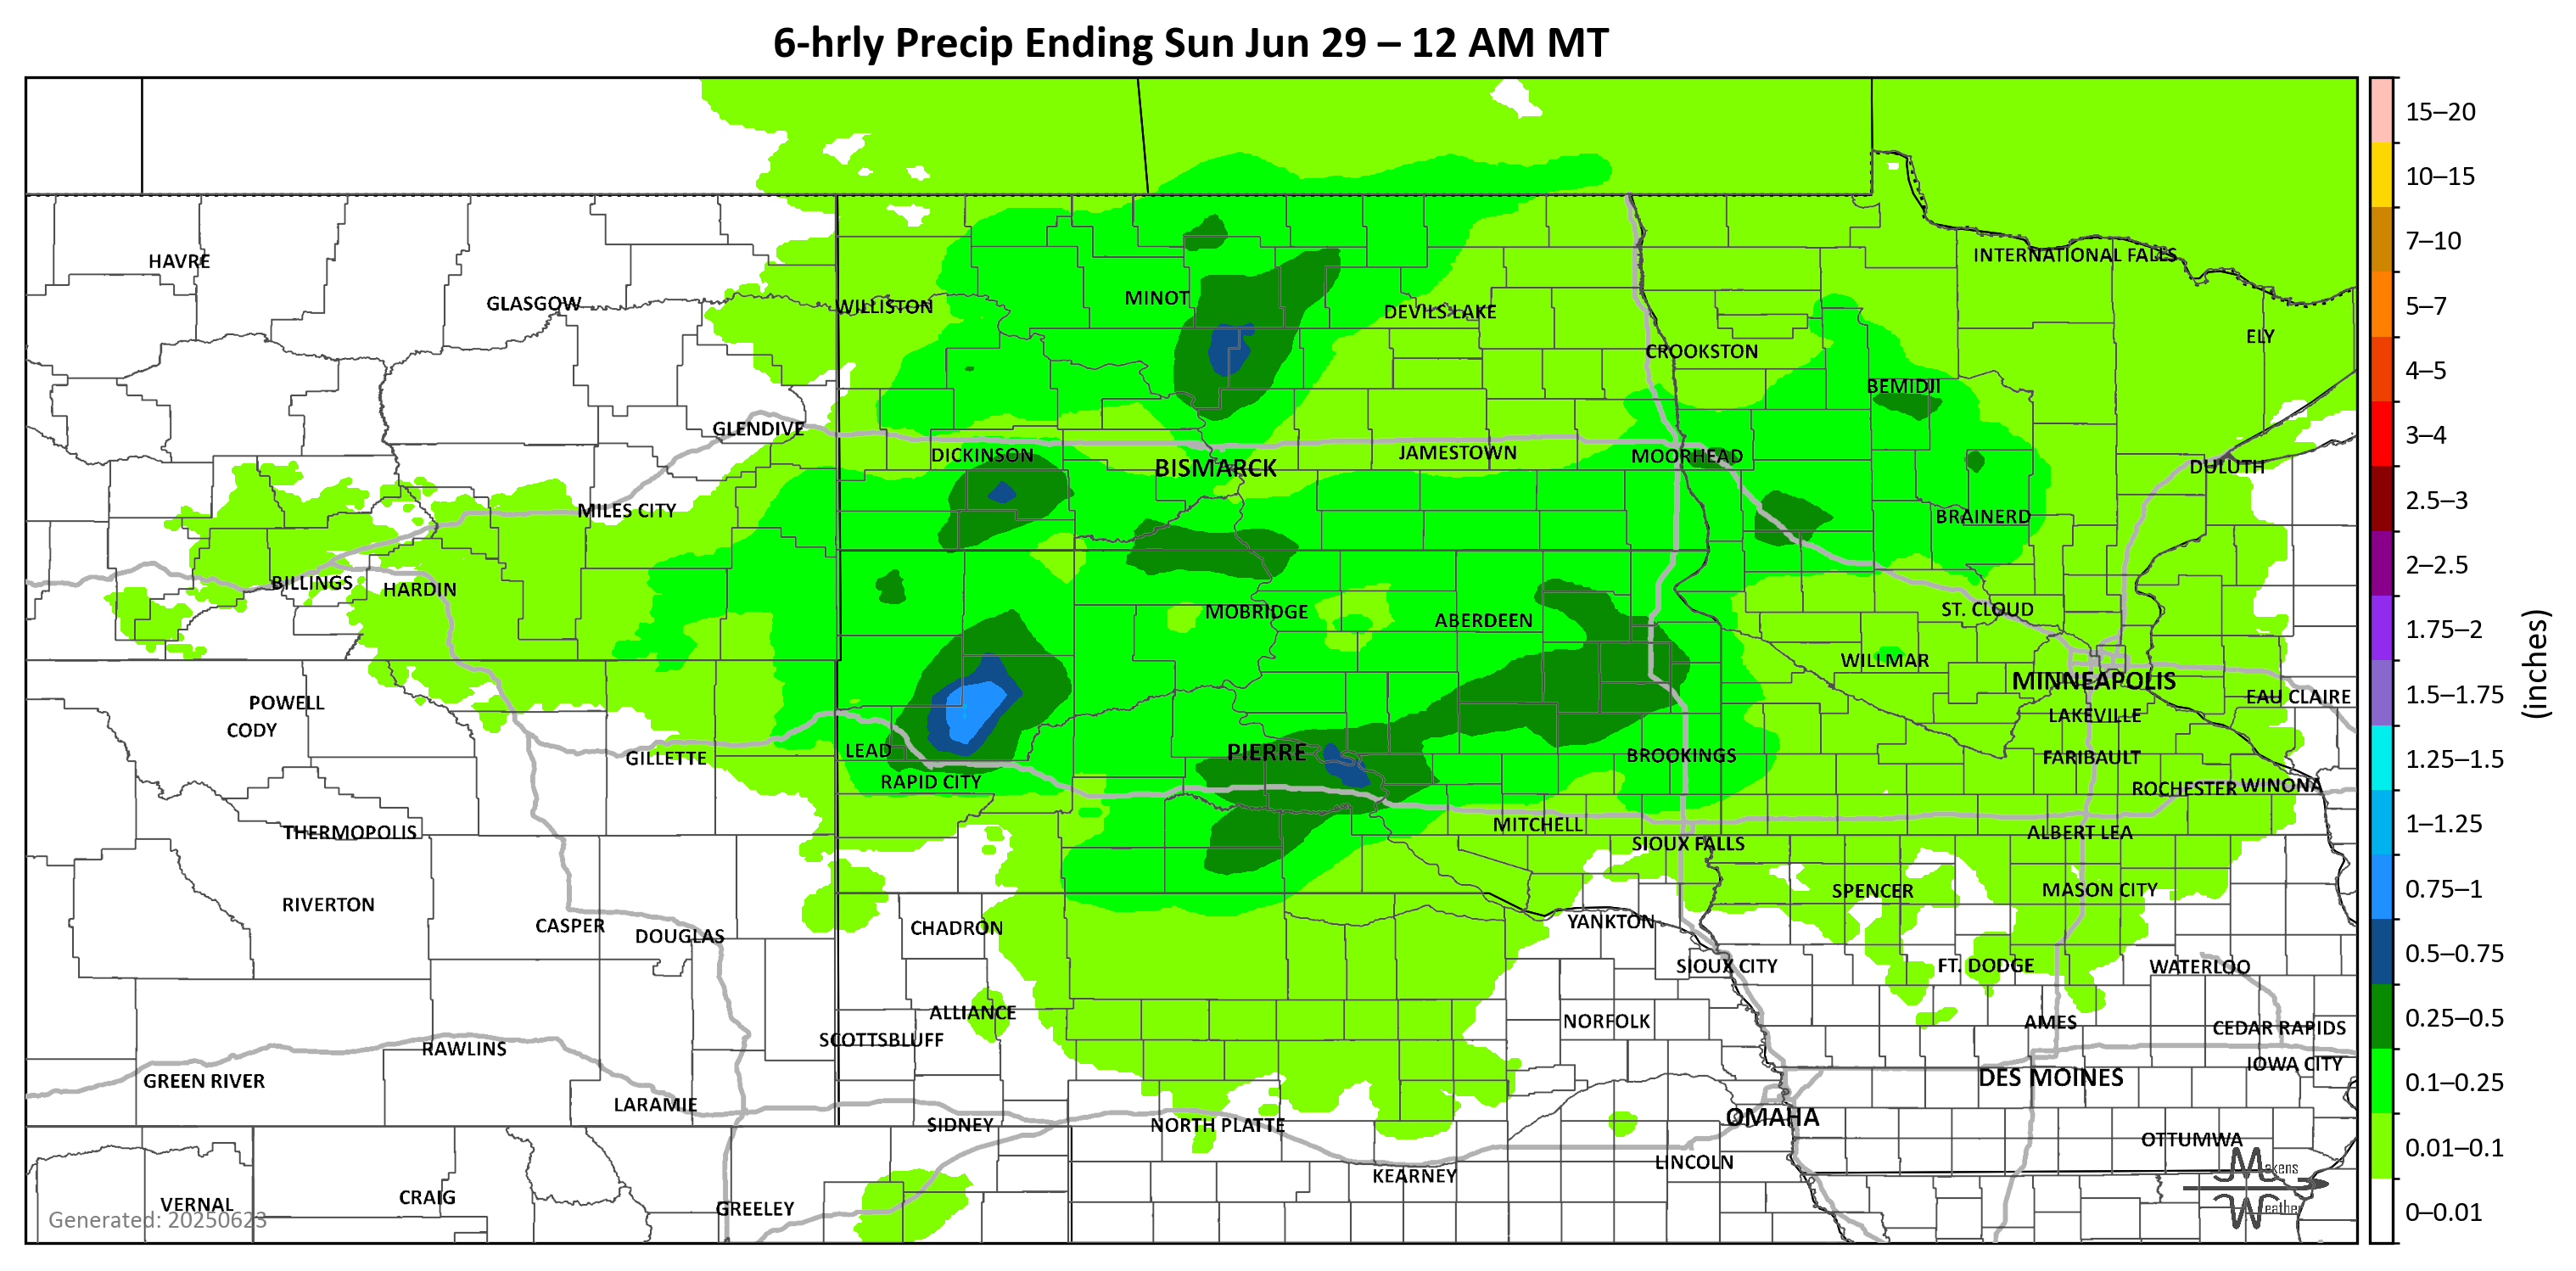 6-hrly Precip Ending Sun Jun 29 – 12 AM MT
HAVRE
GLASGOW
WILLISTON
MINOT
DEVILS LAKE
INTERNATIONAL FALLS
CROOKSTON
ELY
BEMIDJI
GLENDIVE
DICKINSON
BISMARCK
JAMESTOWN
MOORHEAD
DULUTH
MILES CITY
BRAINERD
BILLINGS
HARDIN
MOBRIDGE
ABERDEEN
ST. CLOUD
WILLMAR
MINNEAPOLIS
EAU CLAIRE
POWELL
CODY
LAKEVILLE
GILLETTE
LEAD
PIERRE
BROOKINGS
FARIBAULT
RAPID CITY
ROCHESTER
WINONA
THERMOPOLIS
MITCHELL
ALBERT LEA
SIOUX FALLS
RIVERTON
SPENCER
MASON CITY
CASPER
DOUGLAS
CHADRON
YANKTON
SIOUX CITY
FT. DODGE
WATERLOO
ALLIANCE
SCOTTSBLUFF
NORFOLK
AMES
CEDAR RAPIDS
RAWLINS
IOWA CITY
GREEN RIVER
DES MOINES
LARAMIE
SIDNEY
NORTH PLATTE
OMAHA
OTTUMWA
LINCOLN
KEARNEY
VERNAL
CRAIG
GREELEY
Generated: 20250623
Makens
Weather
15–20
10–15
7–10
5–7
4–5
3–4
2.5–3
2–2.5
1.75–2
1.5–1.75
1.25–1.5
1–1.25
0.75–1
0.5–0.75
0.25–0.5
0.1–0.25
0.01–0.1
0–0.01
(inches)